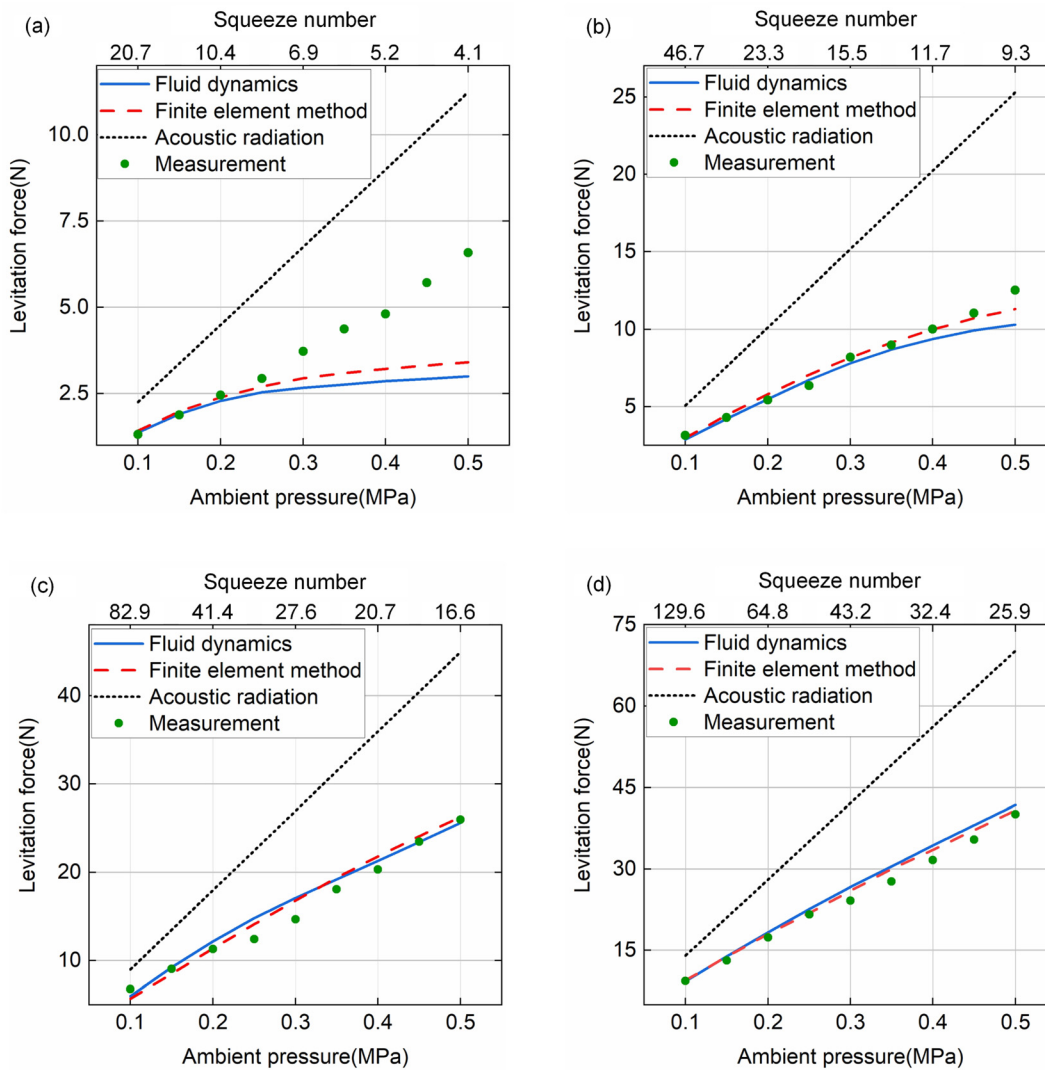 (a)
Squeeze number
20.7 10.4 6.9 5.2 4.1
Fluid dynamics
Finite element method
Acoustic radiation
Measurement
10.0
7.5
5.0
2.5
Levitation force(N)
0.1 0.2 0.3 0.4 0.5
Ambient pressure(MPa)
(b)
Squeeze number
46.7 23.3 15.5 11.7 9.3
Fluid dynamics
Finite element method
Acoustic radiation
Measurement
25
20
15
10
5
Levitation force(N)
0.1 0.2 0.3 0.4 0.5
Ambient pressure(MPa)
(c)
Squeeze number
82.9 41.4 27.6 20.7 16.6
Fluid dynamics
Finite element method
Acoustic radiation
Measurement
40
30
20
10
Levitation force(N)
0.1 0.2 0.3 0.4 0.5
Ambient pressure(MPa)
(d)
Squeeze number
129.6 64.8 43.2 32.4 25.9
Fluid dynamics
Finite element method
Acoustic radiation
Measurement
75
60
45
30
15
Levitation force(N)
0.1 0.2 0.3 0.4 0.5
Ambient pressure(MPa)